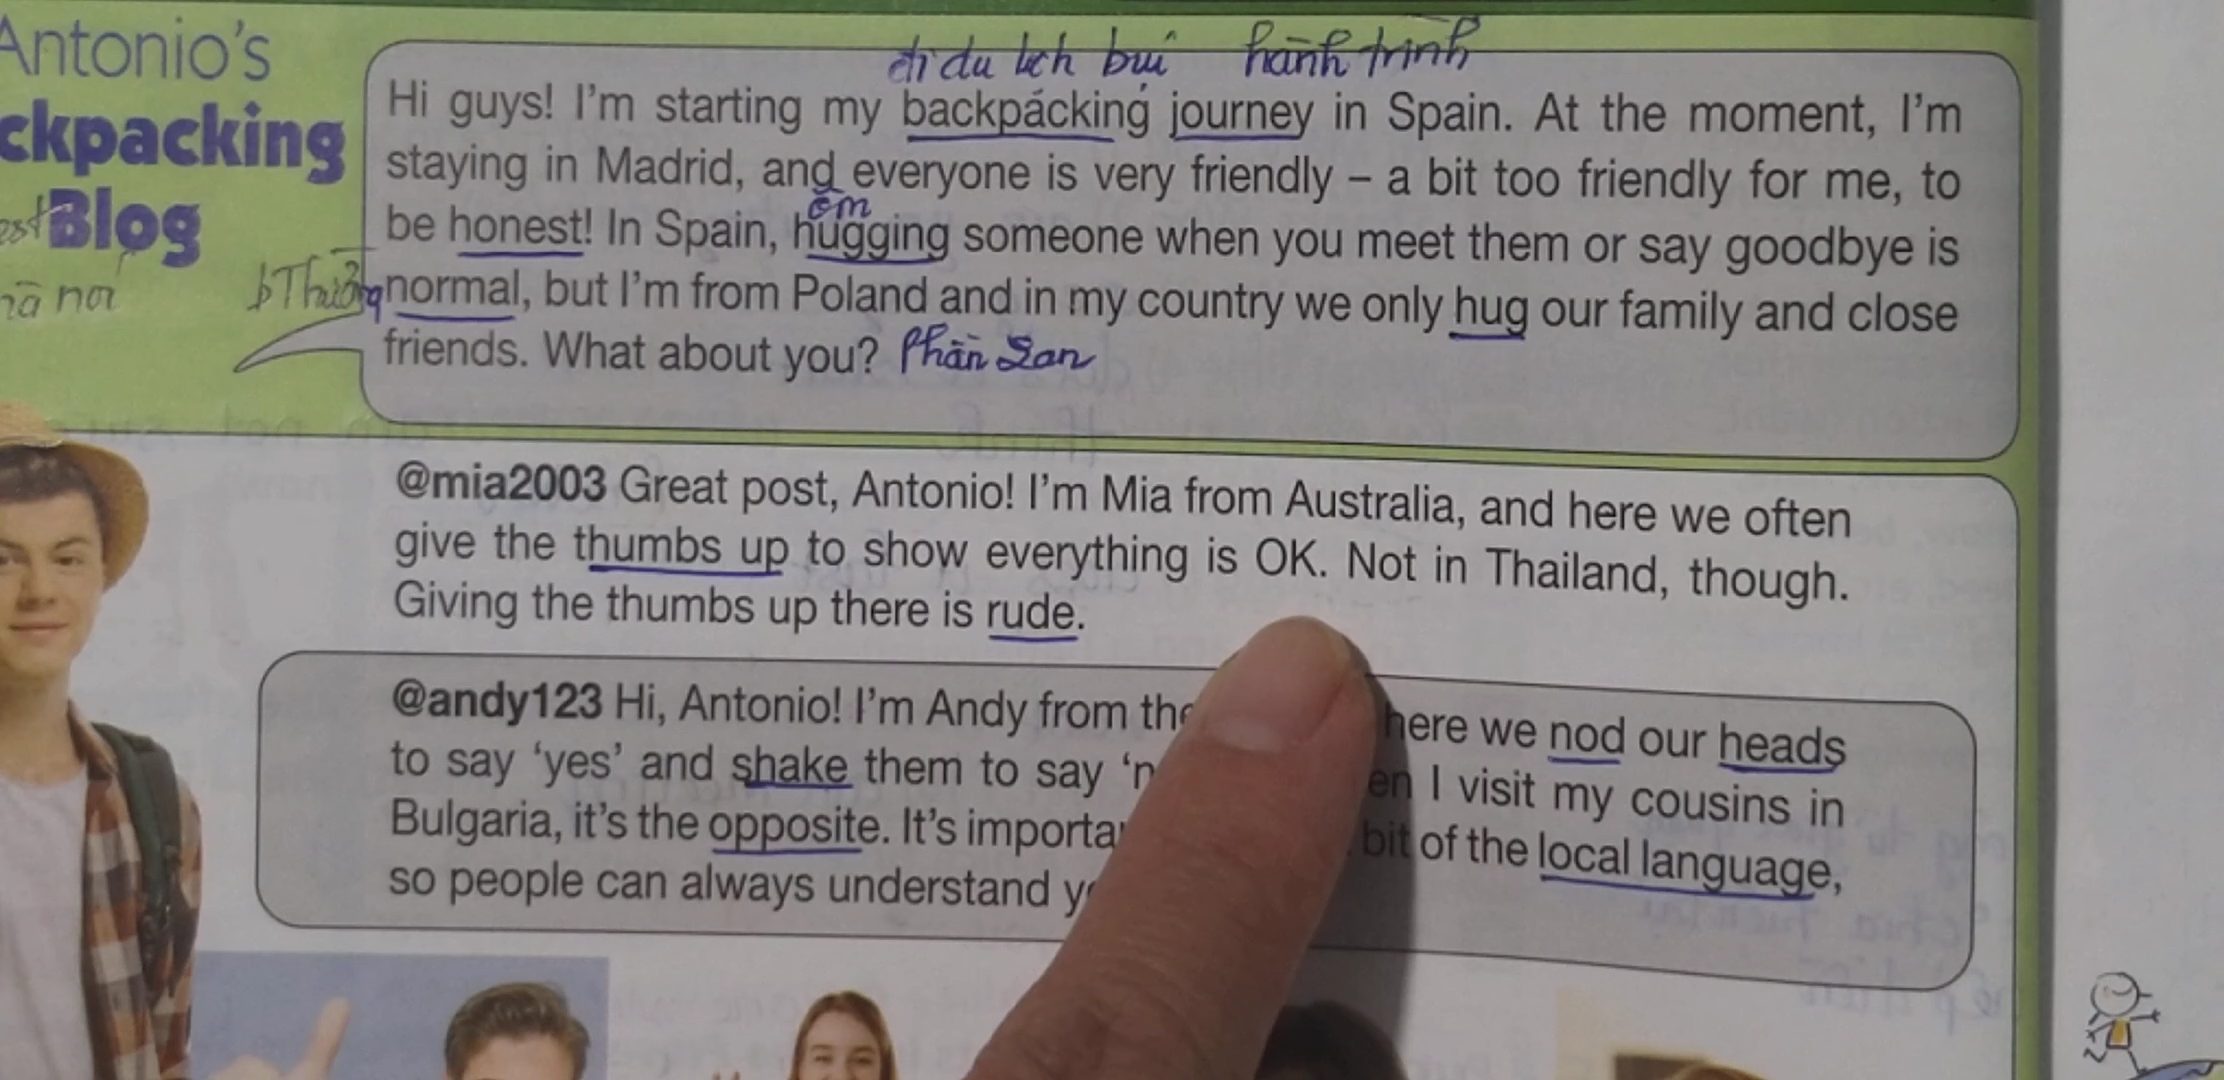 Antonio's
ckpacking
Blog
đi du lịch bụi hành trình
Hi guys! I'm starting my backpacking journey in Spain. At the moment, I'm
staying in Madrid, and everyone is very friendly – a bit too friendly for me, to
ôm
be honest! In Spain, hugging someone when you meet them or say goodbye is
normal, but I'm from Poland and in my country we only hug our family and close
friends. What about you? Phần Lan
@mia2003 Great post, Antonio! I'm Mia from Australia, and here we often
give the thumbs up to show everything is OK. Not in Thailand, though.
Giving the thumbs up there is rude.
@andy123 Hi, Antonio! I'm Andy from the here we nod our heads
to say 'yes' and shake them to say 'n en I visit my cousins in
Bulgaria, it's the opposite. It's importa bit of the local language,
so people can always understand y